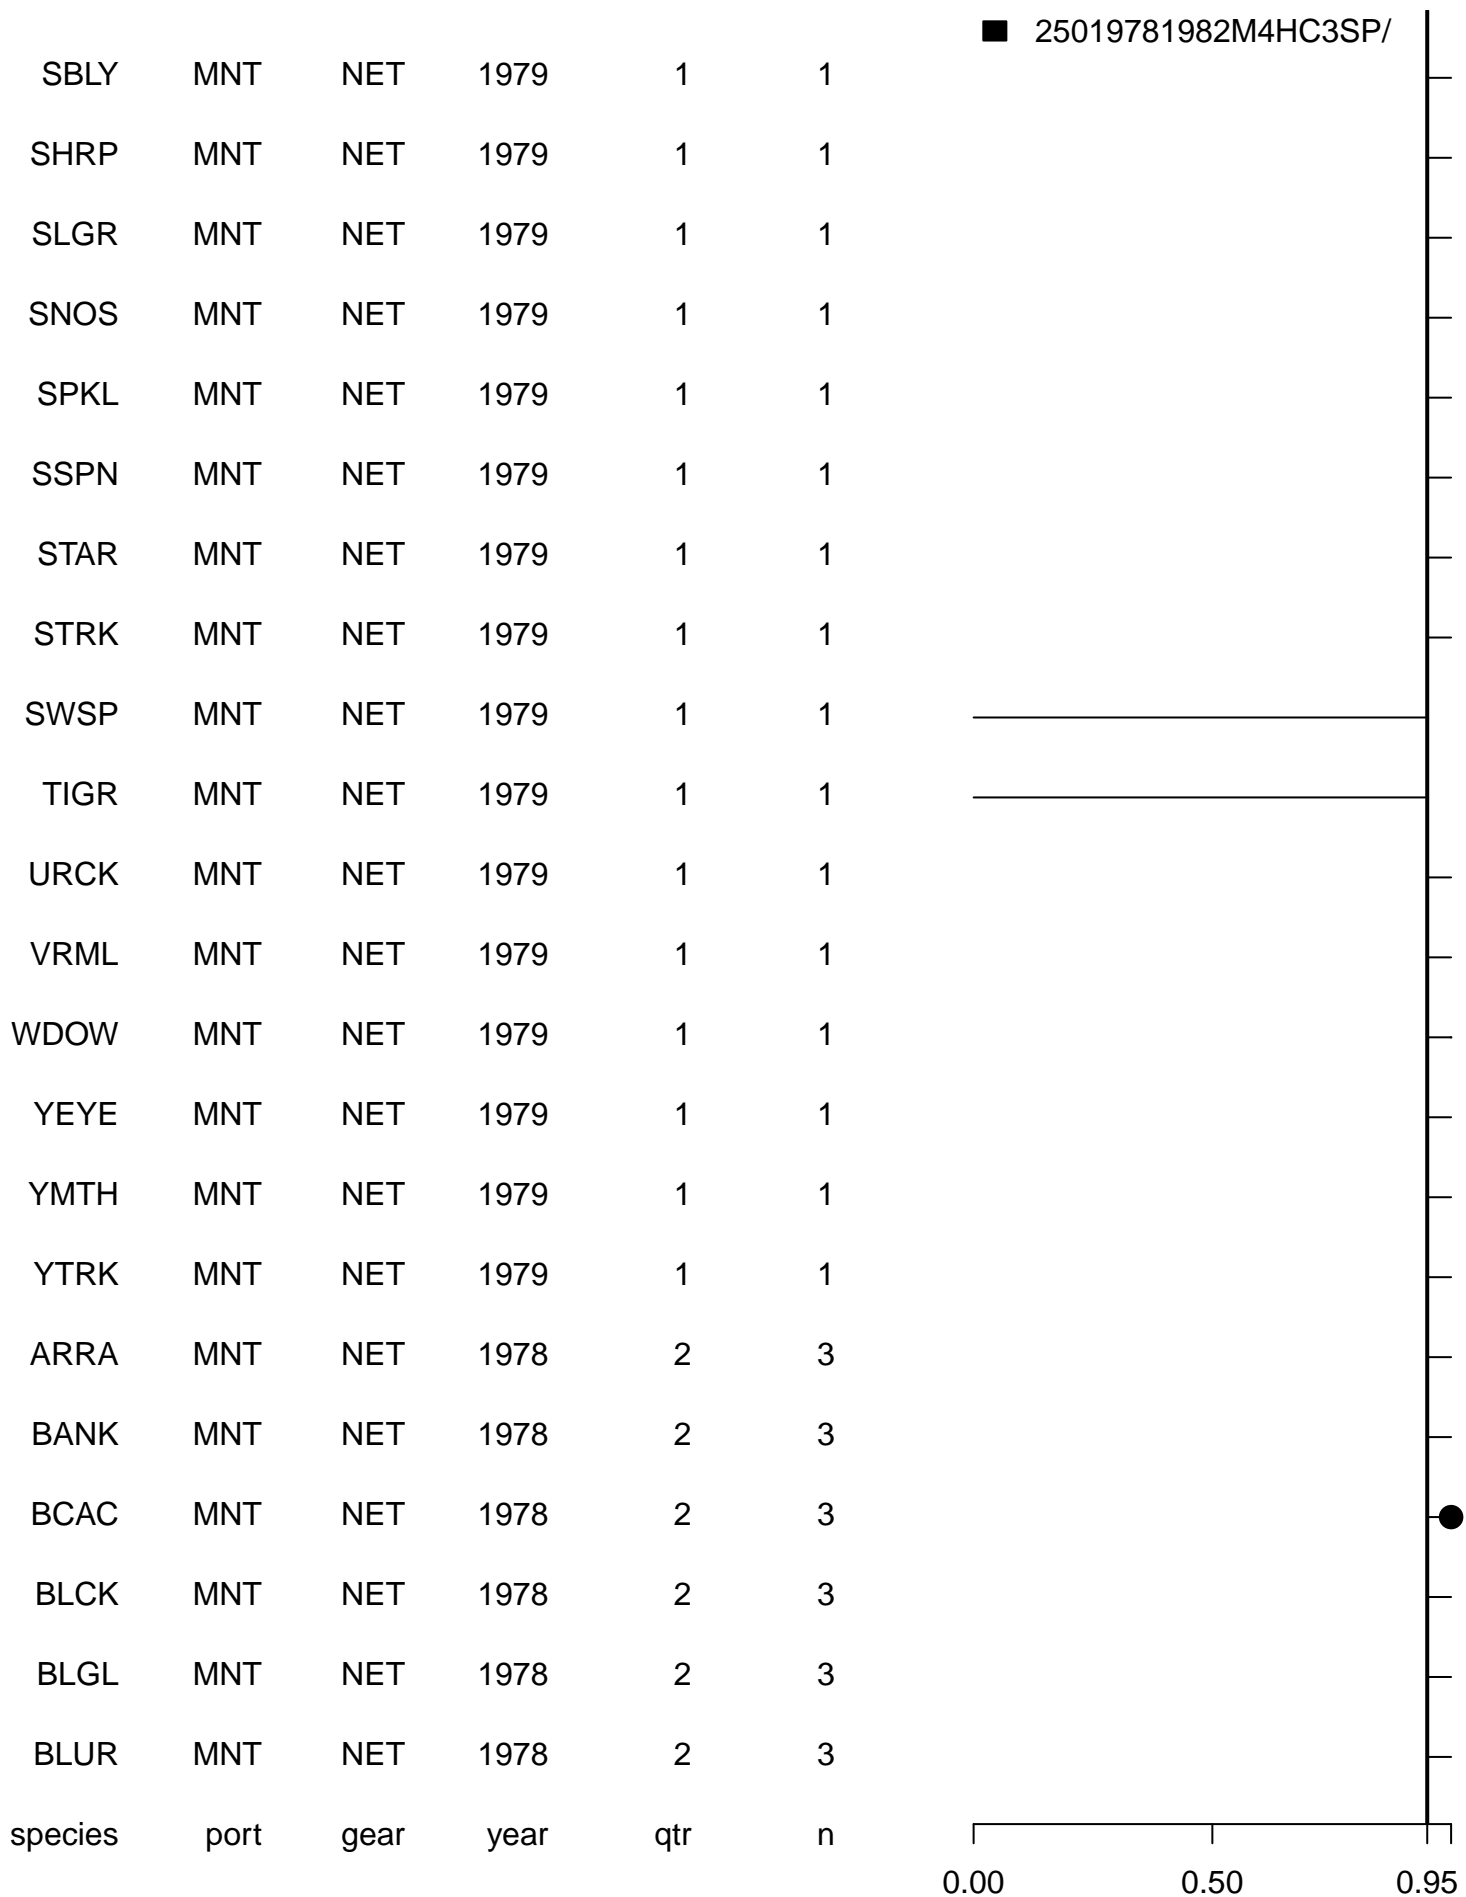 25019781982M4HC3SP/
SBLY MNT NET 1979 1 1
SHRP MNT NET 1979 1 1
SLGR MNT NET 1979 1 1
SNOS MNT NET 1979 1 1
SPKL MNT NET 1979 1 1
SSPN MNT NET 1979 1 1
STAR MNT NET 1979 1 1
STRK MNT NET 1979 1 1
SWSP MNT NET 1979 1 1
TIGR MNT NET 1979 1 1
URCK MNT NET 1979 1 1
VRML MNT NET 1979 1 1
WDOW MNT NET 1979 1 1
YEYE MNT NET 1979 1 1
YMTH MNT NET 1979 1 1
YTRK MNT NET 1979 1 1
ARRA MNT NET 1978 2 3
BANK MNT NET 1978 2 3
BCAC MNT NET 1978 2 3
BLCK MNT NET 1978 2 3
BLGL MNT NET 1978 2 3
BLUR MNT NET 1978 2 3
species port gear year qtr n
0.00 0.50 0.95